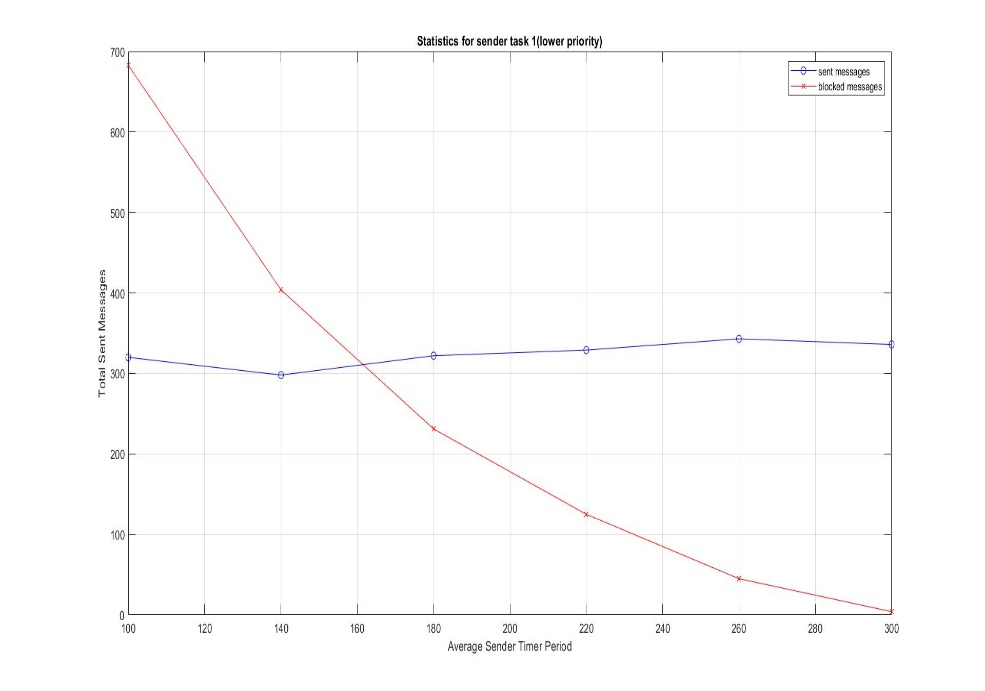 Statistics for sender task 1(lower priority)
sent messages
blocked messages
Total Sent Messages
700
600
500
400
300
200
100
0
100 120 140 160 180 200 220 240 260 280 300
Average Sender Timer Period